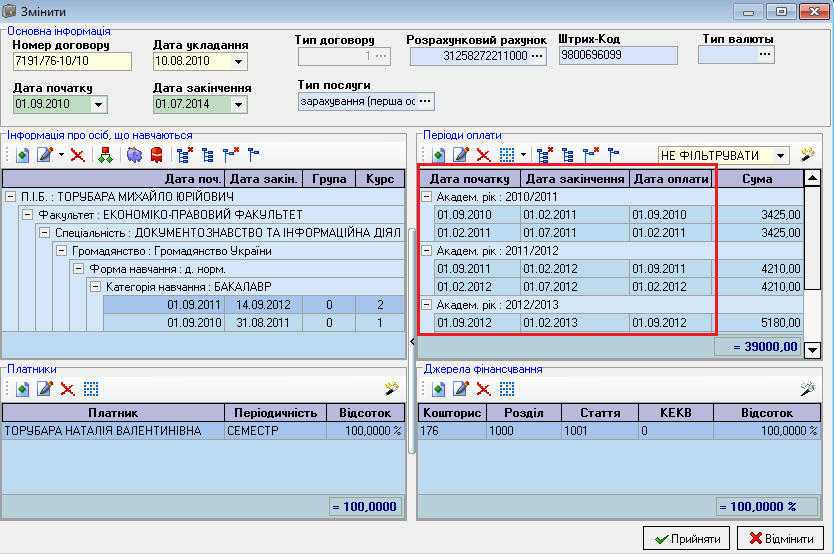 Змінити
Основна інформація
Номер договору Дата укладання Тип договору Розрахунковий рахунок Штрих-Код Тип валюты
7191/76-10/10 10.08.2010 1 31258272211000 9800696099
Дата початку Дата закінчення Тип послуги
01.09.2010 01.07.2014 зарахування (перша ос
Інформація про осіб, що навчаються
Дата поч. Дата закін. Група Курс
П.І.Б. : ТОРУБАРА МИХАЙЛО ЮРІЙОВИЧ
Факультет : ЕКОНОМІКО-ПРАВОВИЙ ФАКУЛЬТЕТ
Спеціальність : ДОКУМЕНТОЗНАВСТВО ТА ІНФОРМАЦІЙНА ДІЯЛ
Громадянство : Громадянство України
Форма навчання : д. норм.
Категорія навчання : БАКАЛАВР
01.09.2011 14.09.2012 0 2
01.09.2010 31.08.2011 0 1
Періоди оплати
НЕ ФІЛЬТРУВАТИ
Дата початку Дата закінчення Дата оплати Сума
Академ. рік : 2010/2011
01.09.2010 01.02.2011 01.09.2010 3425,00
01.02.2011 01.07.2011 01.02.2011 3425,00
Академ. рік : 2011/2012
01.09.2011 01.02.2012 01.09.2011 4210,00
01.02.2012 01.07.2012 01.02.2012 4210,00
Академ. рік : 2012/2013
01.09.2012 01.02.2013 01.09.2012 5180,00
= 39000,00
Платники
Платник Періодичність Відсоток
ТОРУБАРА НАТАЛІЯ ВАЛЕНТИНІВНА СЕМЕСТР 100,0000 %
= 100,0000
Джерела фінансування
Кошторис Розділ Стаття КЕКВ Відсоток
176 1000 1001 0 100,0000 %
= 100,0000 %
Прийняти Відмінити